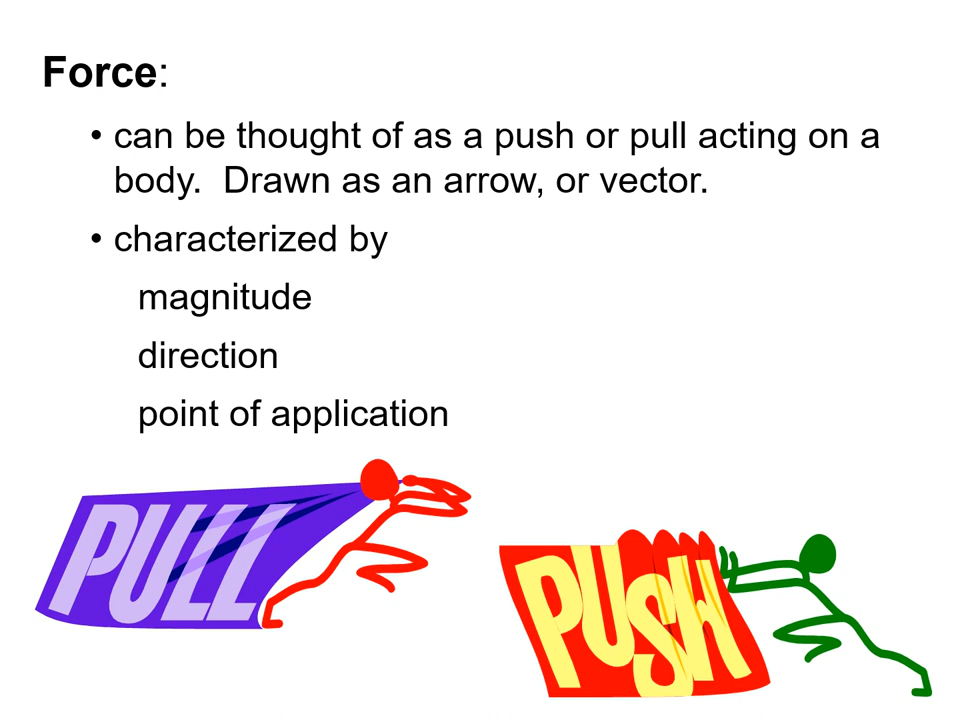 Force:
• can be thought of as a push or pull acting on a
body.  Drawn as an arrow, or vector.
• characterized by
magnitude
direction
point of application
PULL
PUSH